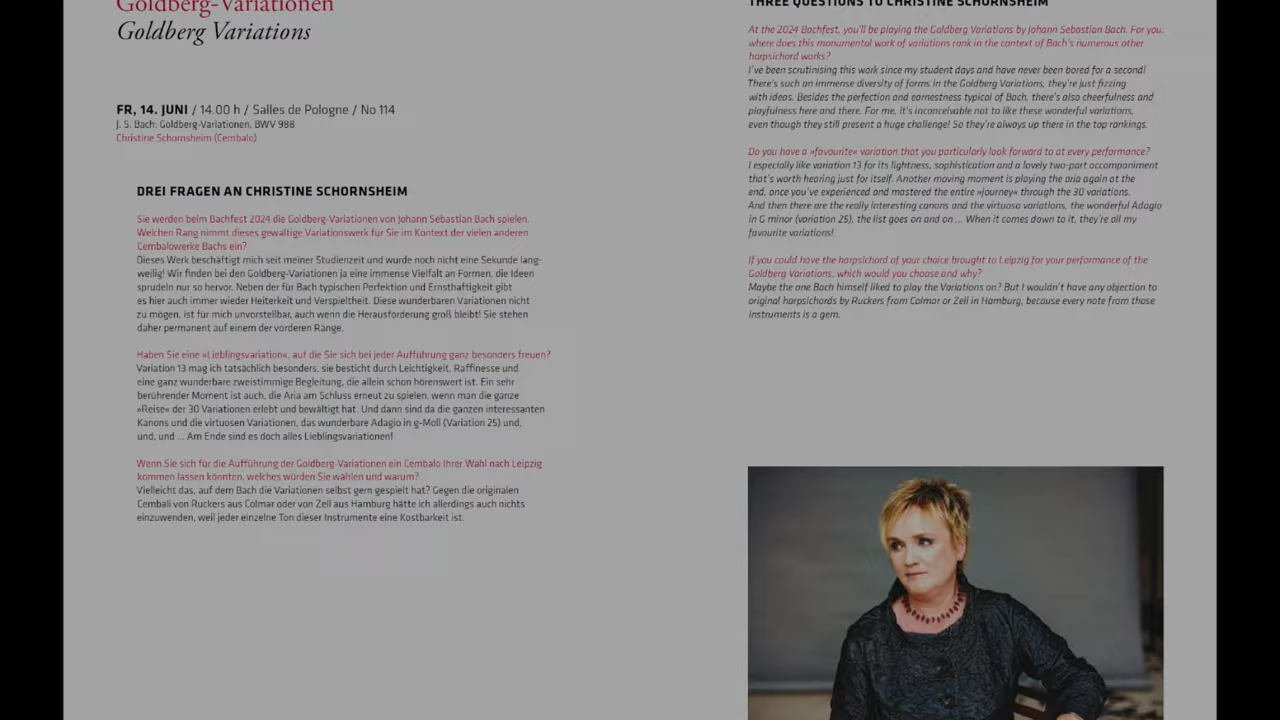 Goldberg-Variationen
Goldberg Variations
FR, 14. JUNI / 14.00 h / Salles de Pologne / No 114
J. S. Bach: Goldberg-Variationen, BWV 988
Christine Schornsheim (Cembalo)
DREI FRAGEN AN CHRISTINE SCHORNSHEIM
Sie werden beim Bachfest 2024 die Goldberg-Variationen von Johann Sebastian Bach spielen.
Welchen Rang nimmt dieses gewaltige Variationswerk für Sie im Kontext der vielen anderen
Cembalowerke Bachs ein?
Dieses Werk beschäftigt mich seit meiner Studienzeit und wurde noch nicht eine Sekunde lang-
weilig! Wir finden bei den Goldberg-Variationen ja eine immense Vielfalt an Formen, die Ideen
sprudeln nur so hervor. Neben der für Bach typischen Perfektion und Ernsthaftigkeit gibt
es hier auch immer wieder Heiterkeit und Verspieltheit. Diese wunderbaren Variationen nicht
zu mögen, ist für mich unvorstellbar, auch wenn die Herausforderung groß bleibt! Sie stehen
daher permanent auf einem der vorderen Ränge.
Haben Sie eine »Lieblingsvariation«, auf die Sie sich bei jeder Aufführung ganz besonders freuen?
Variation 13 mag ich tatsächlich besonders, sie besticht durch Leichtigkeit, Raffinesse und
eine ganz wunderbare zweistimmige Begleitung, die allein schon hörenswert ist. Ein sehr
berührender Moment ist auch, die Aria am Schluss erneut zu spielen, wenn man die ganze
»Reise« der 30 Variationen erlebt und bewältigt hat. Und dann sind da die ganzen interessanten
Kanons und die virtuosen Variationen, das wunderbare Adagio in g-Moll (Variation 25) und,
und, und ... Am Ende sind es doch alles Lieblingsvariationen!
Wenn Sie sich für die Aufführung der Goldberg-Variationen ein Cembalo Ihrer Wahl nach Leipzig
kommen lassen könnten, welches würden Sie wählen und warum?
Vielleicht das, auf dem Bach die Variationen selbst gern gespielt hat? Gegen die originalen
Cembali von Ruckers aus Colmar oder von Zell aus Hamburg hätte ich allerdings auch nichts
einzuwenden, weil jeder einzelne Ton dieser Instrumente eine Kostbarkeit ist.
THREE QUESTIONS TO CHRISTINE SCHORNSHEIM
At the 2024 Bachfest, you'll be playing the Goldberg Variations by Johann Sebastian Bach. For you,
where does this monumental work of variations rank in the context of Bach's numerous other
harpsichord works?
I've been scrutinising this work since my student days and have never been bored for a second!
There's such an immense diversity of forms in the Goldberg Variations, they're just fizzing
with ideas. Besides the perfection and earnestness typical of Bach, there's also cheerfulness and
playfulness here and there. For me, it's inconceivable not to like these wonderful variations,
even though they still present a huge challenge! So they're always up there in the top rankings.
Do you have a »favourite« variation that you particularly look forward to at every performance?
I especially like variation 13 for its lightness, sophistication and a lovely two-part accompaniment
that's worth hearing just for itself. Another moving moment is playing the aria again at the
end, once you've experienced and mastered the entire »journey« through the 30 variations.
And then there are the really interesting canons and the virtuoso variations, the wonderful Adagio
in G minor (variation 25), the list goes on and on ... When it comes down to it, they're all my
favourite variations!
If you could have the harpsichord of your choice brought to Leipzig for your performance of the
Goldberg Variations, which would you choose and why?
Maybe the one Bach himself liked to play the Variations on? But I wouldn't have any objection to
original harpsichords by Ruckers from Colmar or Zell in Hamburg, because every note from those
instruments is a gem.